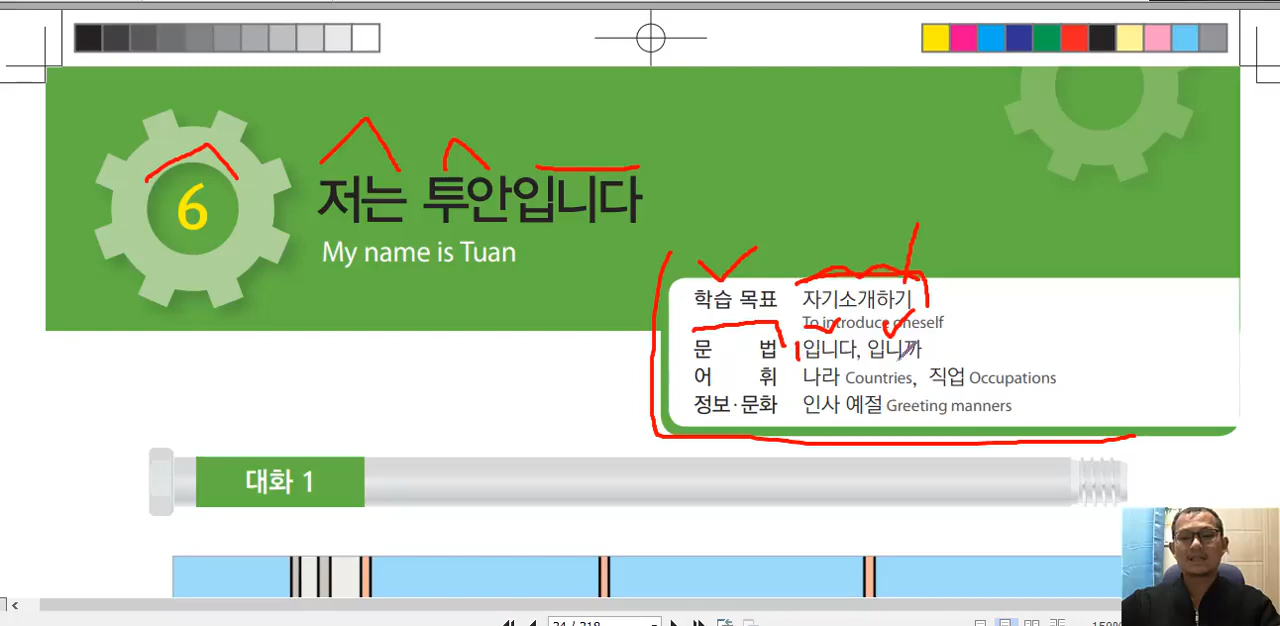 6
저는 투안입니다
My name is Tuan
학습 목표 자기소개하기
To introduce oneself
문 법 입니다, 입니까
어 휘 나라 Countries, 직업 Occupations
정보·문화 인사 예절 Greeting manners
대화 1